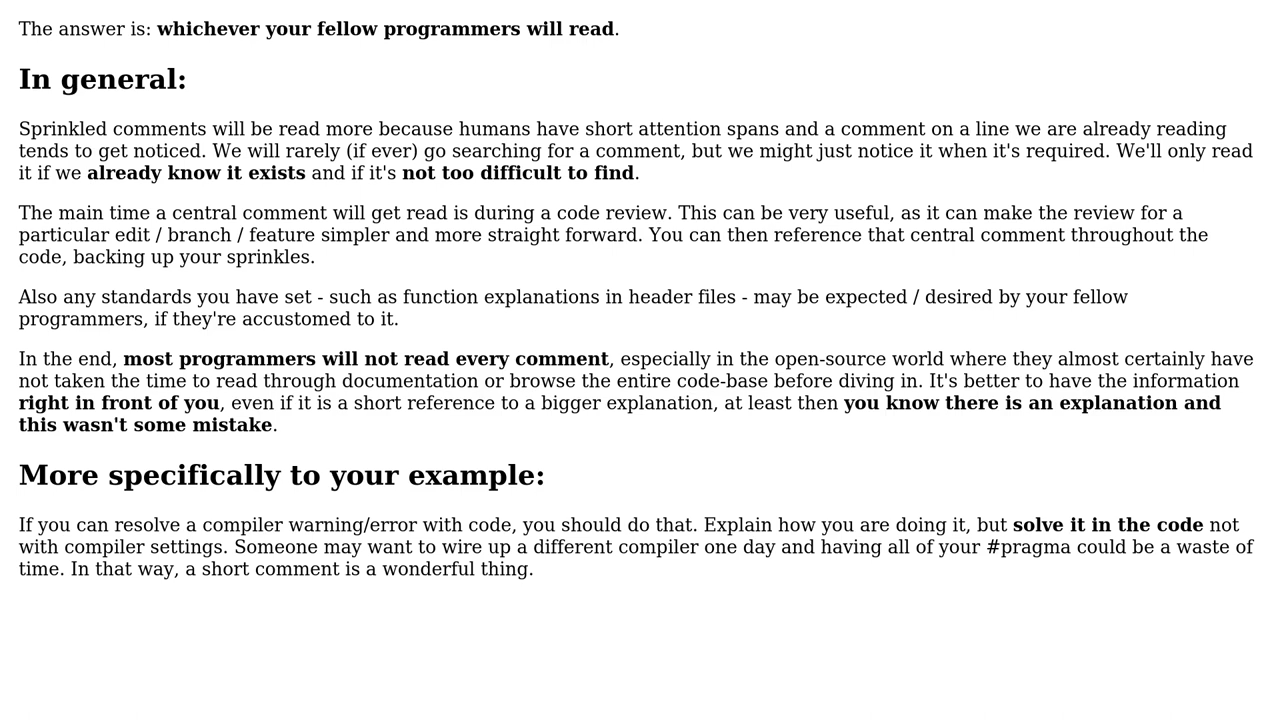 The answer is: whichever your fellow programmers will read.
In general:
Sprinkled comments will be read more because humans have short attention spans and a comment on a line we are already reading
tends to get noticed. We will rarely (if ever) go searching for a comment, but we might just notice it when it's required. We'll only read
it if we already know it exists and if it's not too difficult to find.
The main time a central comment will get read is during a code review. This can be very useful, as it can make the review for a
particular edit / branch / feature simpler and more straight forward. You can then reference that central comment throughout the
code, backing up your sprinkles.
Also any standards you have set - such as function explanations in header files - may be expected / desired by your fellow
programmers, if they're accustomed to it.
In the end, most programmers will not read every comment, especially in the open-source world where they almost certainly have
not taken the time to read through documentation or browse the entire code-base before diving in. It's better to have the information
right in front of you, even if it is a short reference to a bigger explanation, at least then you know there is an explanation and
this wasn't some mistake.
More specifically to your example:
If you can resolve a compiler warning/error with code, you should do that. Explain how you are doing it, but solve it in the code not
with compiler settings. Someone may want to wire up a different compiler one day and having all of your #pragma could be a waste of
time. In that way, a short comment is a wonderful thing.